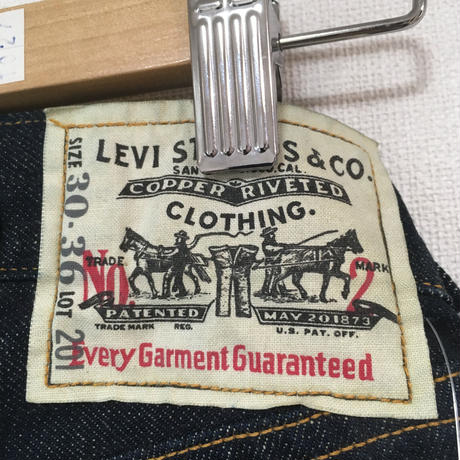 LEVI ST S & CO.
SAN CAL.
COPPER RIVETED
CLOTHING.
TRADE MARK
No. 2
PATENTED MAY 20 1873
TRADE MARK REG. U.S. PAT. OFF.
Every Garment Guaranteed
SIZE 30-36 LOT 201